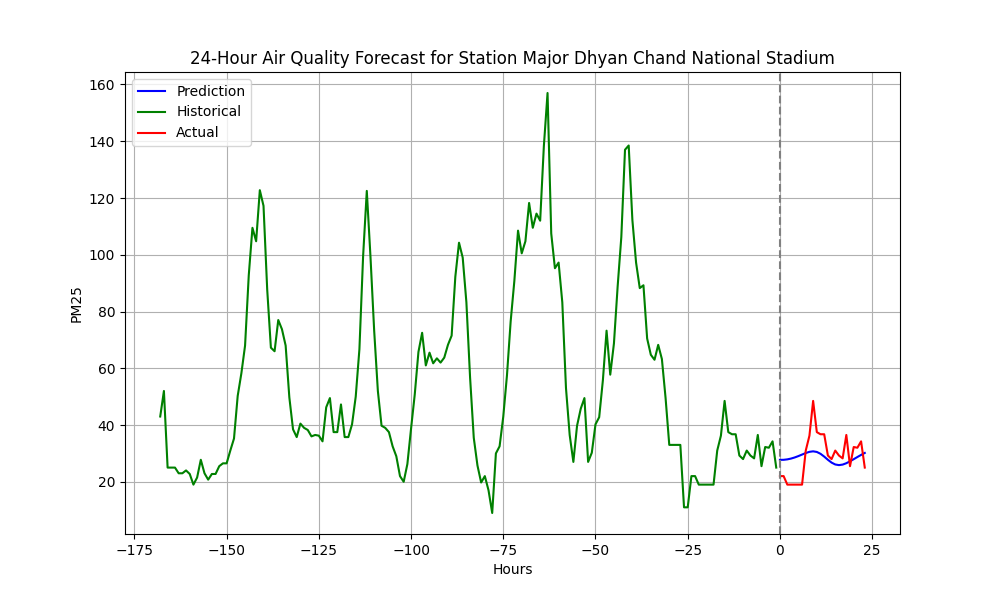 24-Hour Air Quality Forecast for Station Major Dhyan Chand National Stadium
Prediction
Historical
Actual
160
140
120
100
80
60
40
20
PM25
−175
−150
−125
−100
−75
−50
−25
0
25
Hours